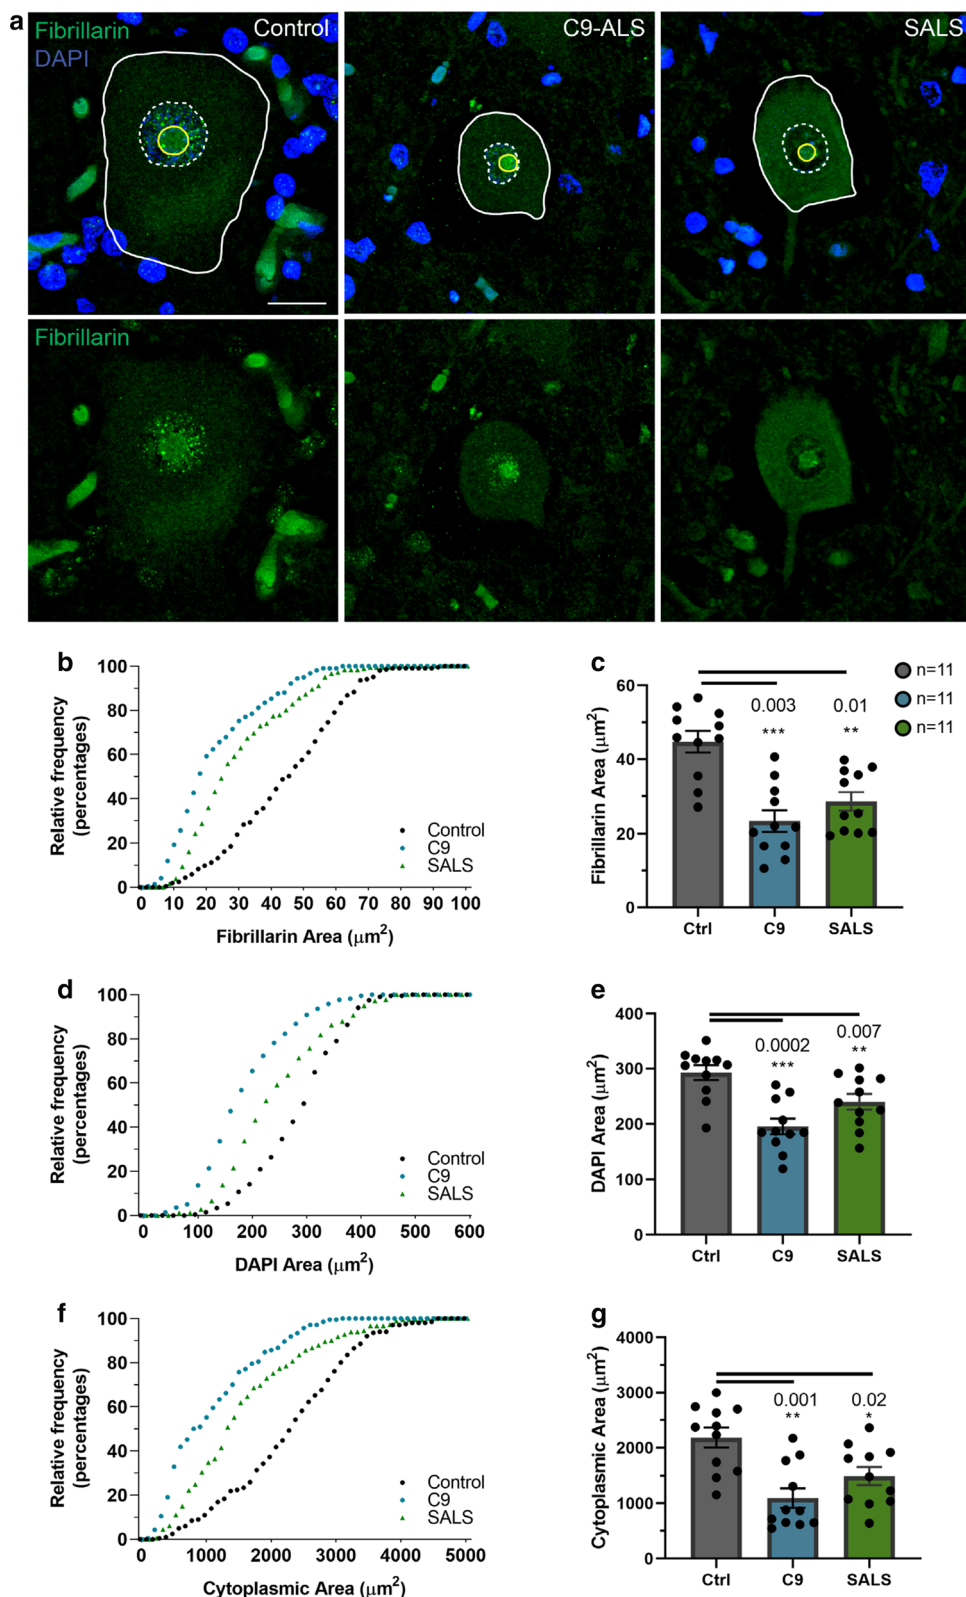 a
Fibrillarin
DAPI
Control
C9-ALS
SALS
Fibrillarin
b
Relative frequency
(percentages)
100
80
60
40
20
0
0 10 20 30 40 50 60 70 80 90 100
Fibrillarin Area (μm²)
Control
C9
SALS
c
n=11
n=11
n=11
Fibrillarin Area (μm²)
60
40
20
0
0.003
***
0.01
**
Ctrl C9 SALS
d
Relative frequency
(percentages)
100
80
60
40
20
0
0 100 200 300 400 500 600
DAPI Area (μm²)
Control
C9
SALS
e
DAPI Area (μm²)
400
300
200
100
0
0.0002
***
0.007
**
Ctrl C9 SALS
f
Relative frequency
(percentages)
100
80
60
40
20
0
0 1000 2000 3000 4000 5000
Cytoplasmic Area (μm²)
Control
C9
SALS
g
Cytoplasmic Area (μm²)
4000
3000
2000
1000
0
0.001
**
0.02
*
Ctrl C9 SALS